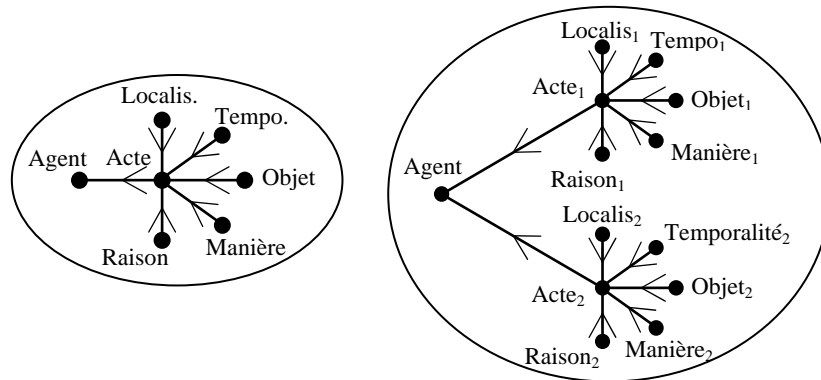 Localis.
Tempo.
Agent
Acte
Objet
Raison
Manière
Localis₁
Tempo₁
Acte₁
Objet₁
Manière₁
Raison₁
Agent
Localis₂
Temporalité₂
Acte₂
Objet₂
Raison₂
Manière₂